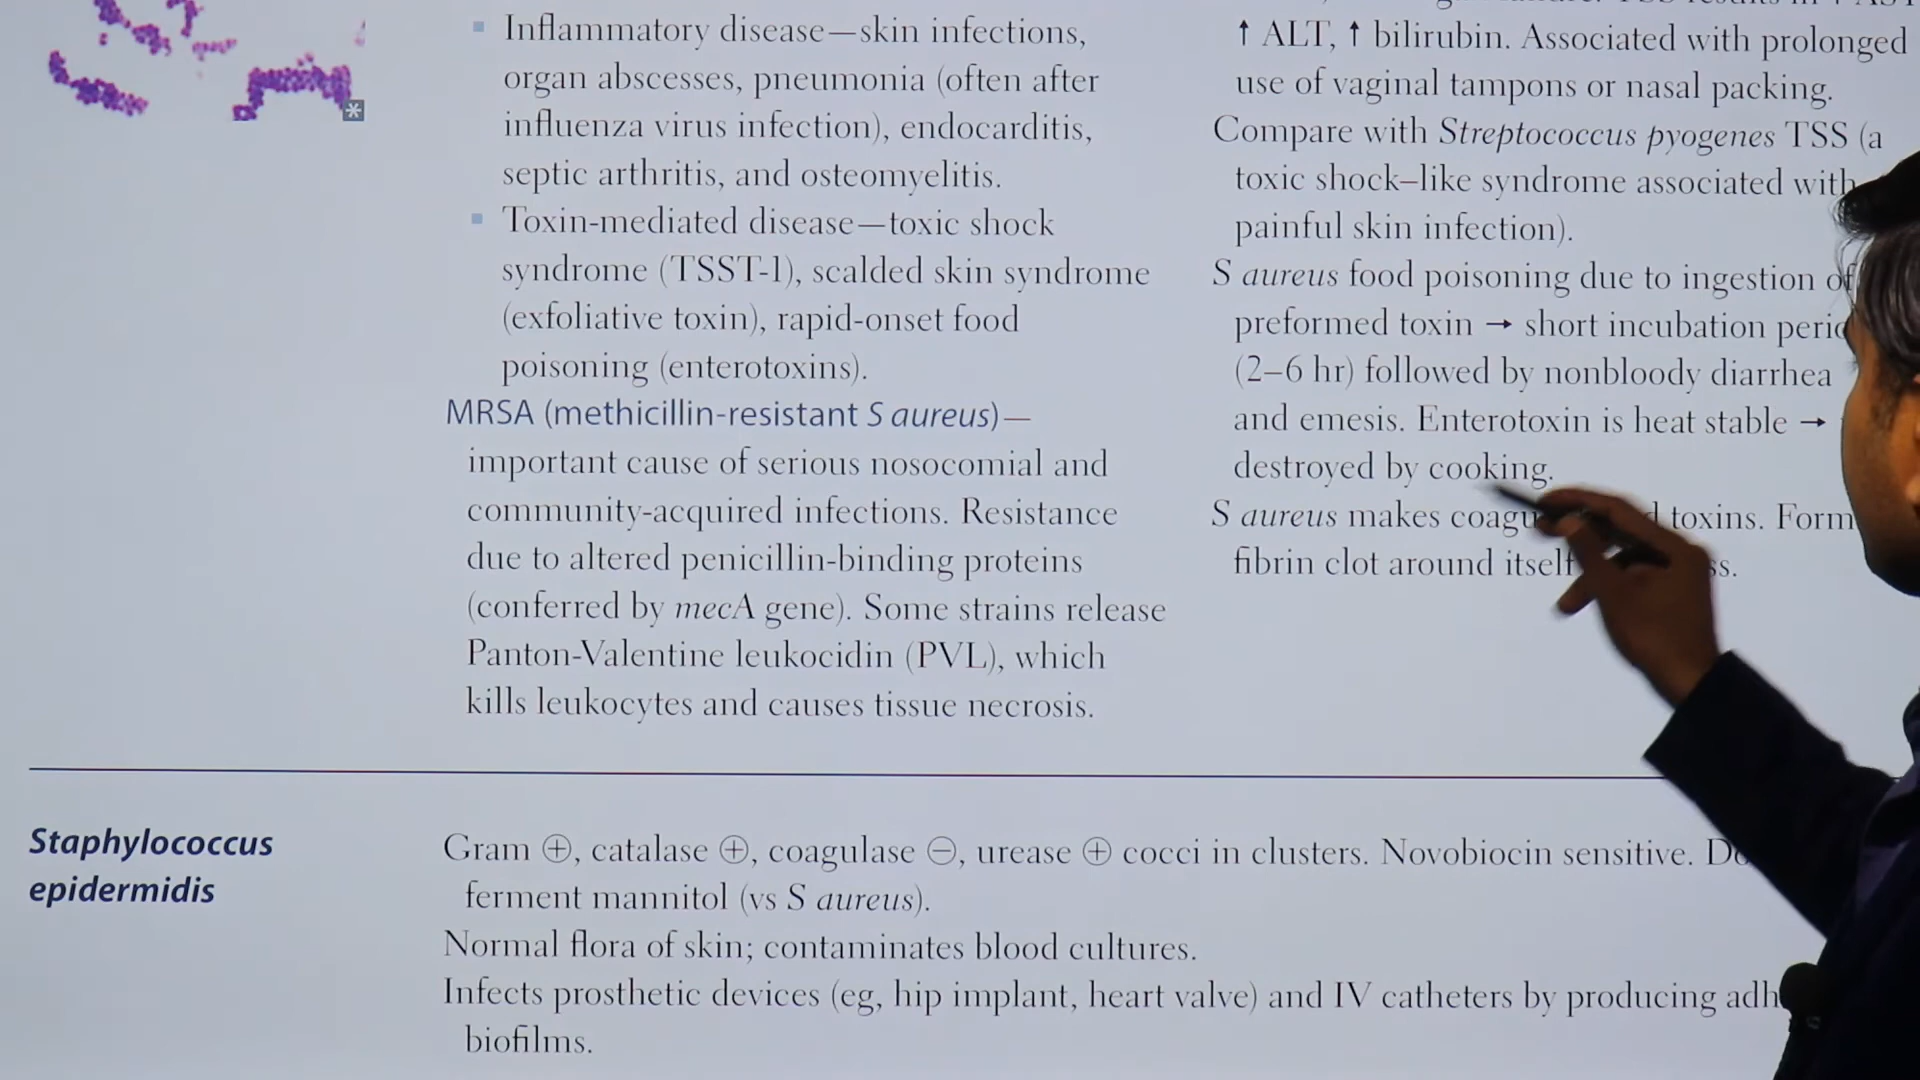 Inflammatory disease—skin infections,
organ abscesses, pneumonia (often after
influenza virus infection), endocarditis,
septic arthritis, and osteomyelitis.
Toxin-mediated disease—toxic shock
syndrome (TSST-1), scalded skin syndrome
(exfoliative toxin), rapid-onset food
poisoning (enterotoxins).
MRSA (methicillin-resistant S aureus)—
important cause of serious nosocomial and
community-acquired infections. Resistance
due to altered penicillin-binding proteins
(conferred by mecA gene). Some strains release
Panton-Valentine leukocidin (PVL), which
kills leukocytes and causes tissue necrosis.
↑ ALT, ↑ bilirubin. Associated with prolonged
use of vaginal tampons or nasal packing.
Compare with Streptococcus pyogenes TSS (a
toxic shock–like syndrome associated with
painful skin infection).
S aureus food poisoning due to ingestion of
preformed toxin → short incubation
(2–6 hr) followed by nonbloody diarrhea
and emesis. Enterotoxin is heat stable →
destroyed by cooking.
S aureus makes toxins.
fibrin clot around itself
Staphylococcus
epidermidis
Gram ⊕, catalase ⊕, coagulase ⊖, urease ⊕ cocci in clusters. Novobiocin sensitive.
ferment mannitol (vs S aureus).
Normal flora of skin; contaminates blood cultures.
Infects prosthetic devices (eg, hip implant, heart valve) and IV catheters by producing
biofilms.